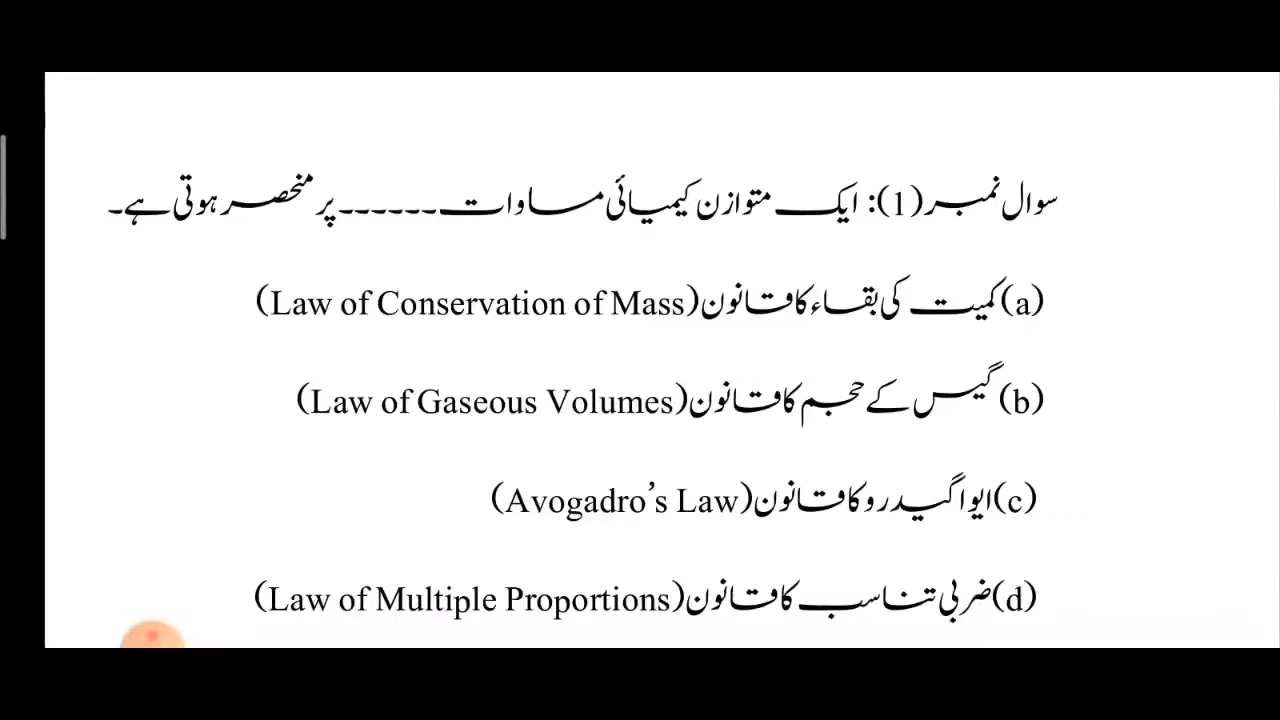 سوال نمبر(1): ایک متوازن کیمیائی مساوات۔۔۔۔۔۔پر منحصر ہوتی ہے۔
(a)کمیت کی بقاء کا قانون(Law of Conservation of Mass)
(b)گیس کے حجم کا قانون(Law of Gaseous Volumes)
(c)ایواگیدرو کا قانون(Avogadro’s Law)
(d)ضربی تناسب کا قانون(Law of Multiple Proportions)